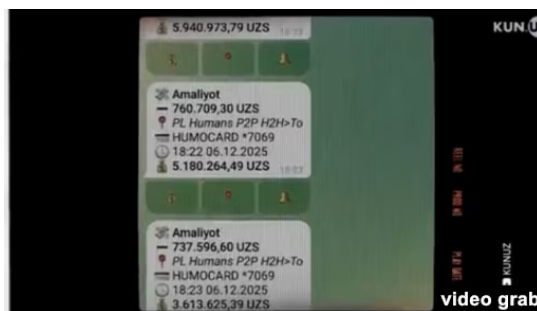 5.940.973,79 UZS
KUN.U
Amaliyot
— 760.709,30 UZS
PL Humans P2P H2H>To
HUMOCARD *7069
18:22 06.12.2025
5.180.264,49 UZS
Amaliyot
— 737.596,60 UZS
PL Humans P2P H2H>To
HUMOCARD *7069
18:23 06.12.2025
3.613.625,39 UZS
KUNUZ
video grab